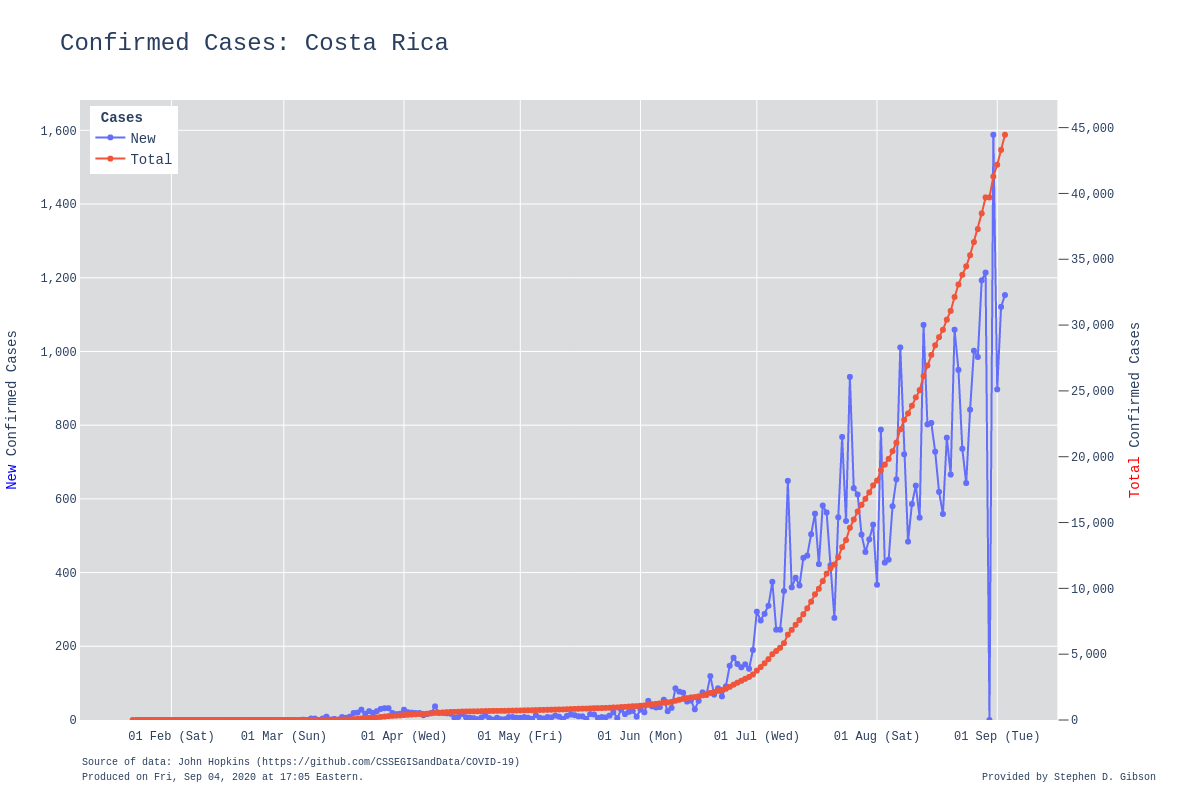 Confirmed Cases: Costa Rica
Cases
New
Total
1,600
1,400
1,200
1,000
800
600
400
200
0
45,000
40,000
35,000
30,000
25,000
20,000
15,000
10,000
5,000
0
New Confirmed Cases
Total Confirmed Cases
01 Feb (Sat)
01 Mar (Sun)
01 Apr (Wed)
01 May (Fri)
01 Jun (Mon)
01 Jul (Wed)
01 Aug (Sat)
01 Sep (Tue)
Source of data: John Hopkins (https://github.com/CSSEGISandData/COVID-19)
Produced on Fri, Sep 04, 2020 at 17:05 Eastern.
Provided by Stephen D. Gibson